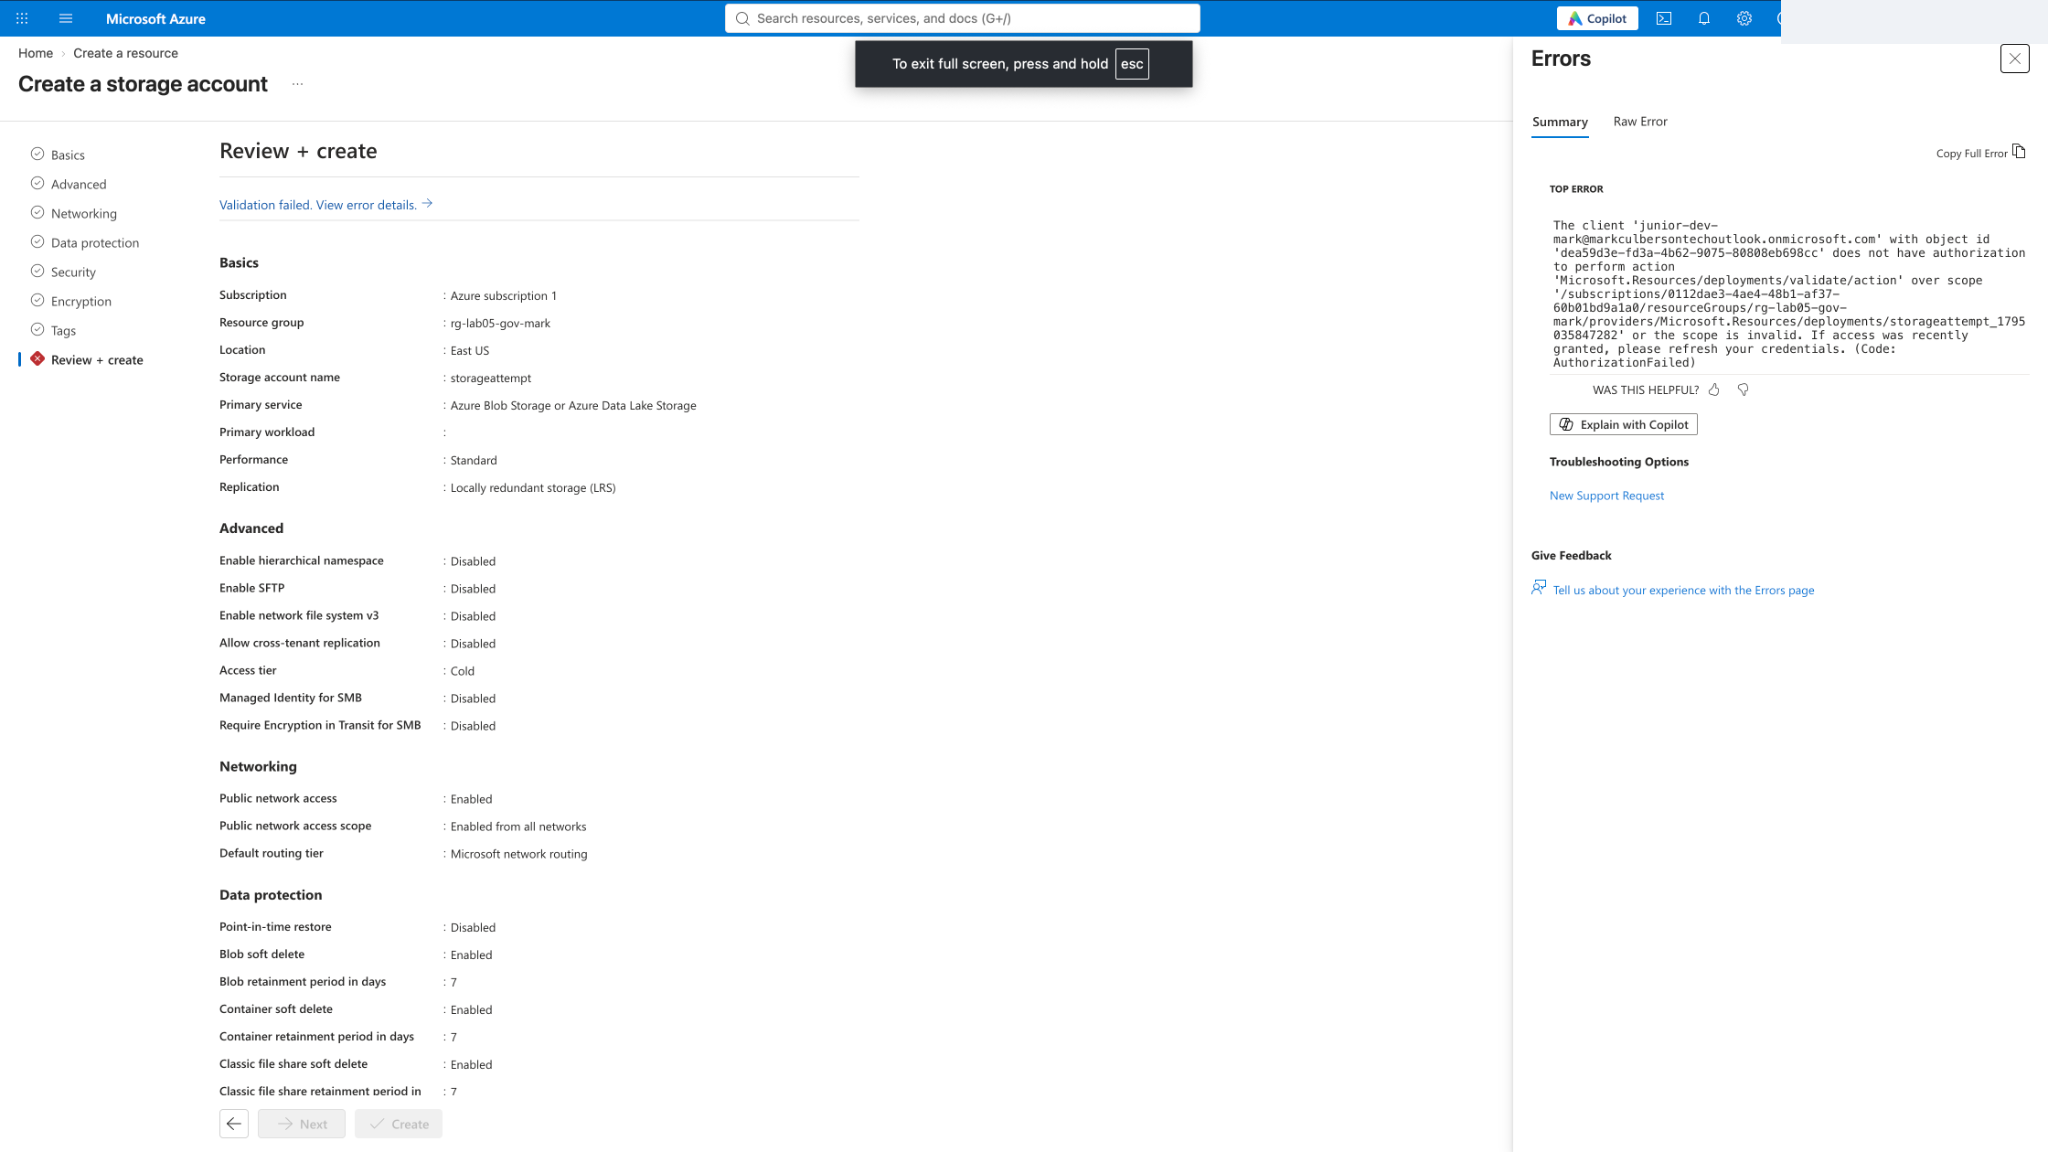 Microsoft Azure
Search resources, services, and docs (G+/)
Copilot
Home › Create a resource
To exit full screen, press and hold esc
Create a storage account ...
Basics
Advanced
Networking
Data protection
Security
Encryption
Tags
Review + create
Review + create
Validation failed. View error details. →
Basics
Subscription : Azure subscription 1
Resource group : rg-lab05-gov-mark
Location : East US
Storage account name : storageattempt
Primary service : Azure Blob Storage or Azure Data Lake Storage
Primary workload :
Performance : Standard
Replication : Locally redundant storage (LRS)
Advanced
Enable hierarchical namespace : Disabled
Enable SFTP : Disabled
Enable network file system v3 : Disabled
Allow cross-tenant replication : Disabled
Access tier : Cold
Managed Identity for SMB : Disabled
Require Encryption in Transit for SMB : Disabled
Networking
Public network access : Enabled
Public network access scope : Enabled from all networks
Default routing tier : Microsoft network routing
Data protection
Point-in-time restore : Disabled
Blob soft delete : Enabled
Blob retainment period in days : 7
Container soft delete : Enabled
Container retainment period in days : 7
Classic file share soft delete : Enabled
Classic file share retainment period in : 7
Next
Create
Errors
Summary
Raw Error
Copy Full Error
TOP ERROR
The client 'junior-dev-
mark@markculbersontechoutlook.onmicrosoft.com' with object id
'dea59d3e-fd3a-4b62-9075-80808eb698cc' does not have authorization
to perform action
'Microsoft.Resources/deployments/validate/action' over scope
'/subscriptions/0112dae3-4ae4-48b1-af37-
60b01bd9a1a0/resourceGroups/rg-lab05-gov-
mark/providers/Microsoft.Resources/deployments/storageattempt_1795
035847282' or the scope is invalid. If access was recently
granted, please refresh your credentials. (Code:
AuthorizationFailed)
WAS THIS HELPFUL?
Explain with Copilot
Troubleshooting Options
New Support Request
Give Feedback
Tell us about your experience with the Errors page